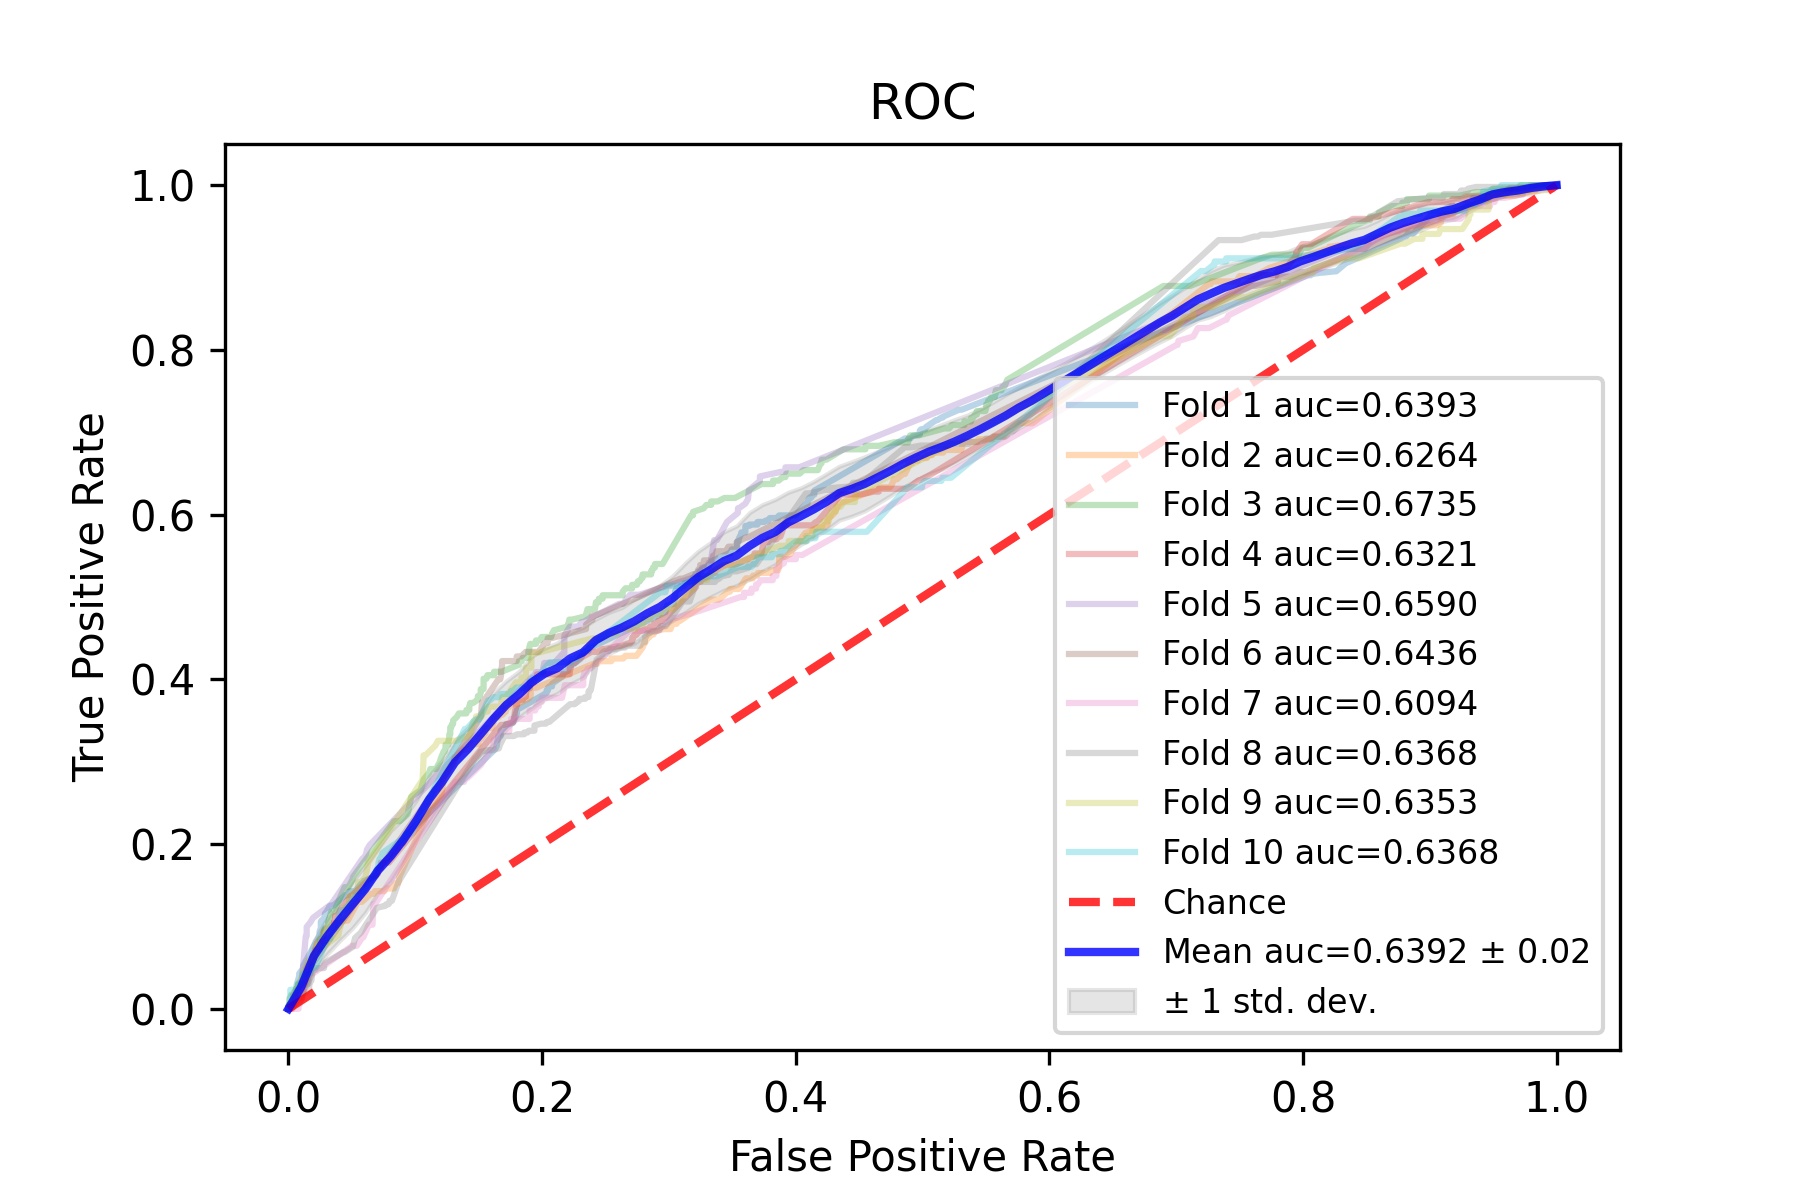 ROC
1.0
0.8
0.6
0.4
0.2
0.0
True Positive Rate
Fold 1 auc=0.6393
Fold 2 auc=0.6264
Fold 3 auc=0.6735
Fold 4 auc=0.6321
Fold 5 auc=0.6590
Fold 6 auc=0.6436
Fold 7 auc=0.6094
Fold 8 auc=0.6368
Fold 9 auc=0.6353
Fold 10 auc=0.6368
Chance
Mean auc=0.6392 ± 0.02
± 1 std. dev.
0.0 0.2 0.4 0.6 0.8 1.0
False Positive Rate